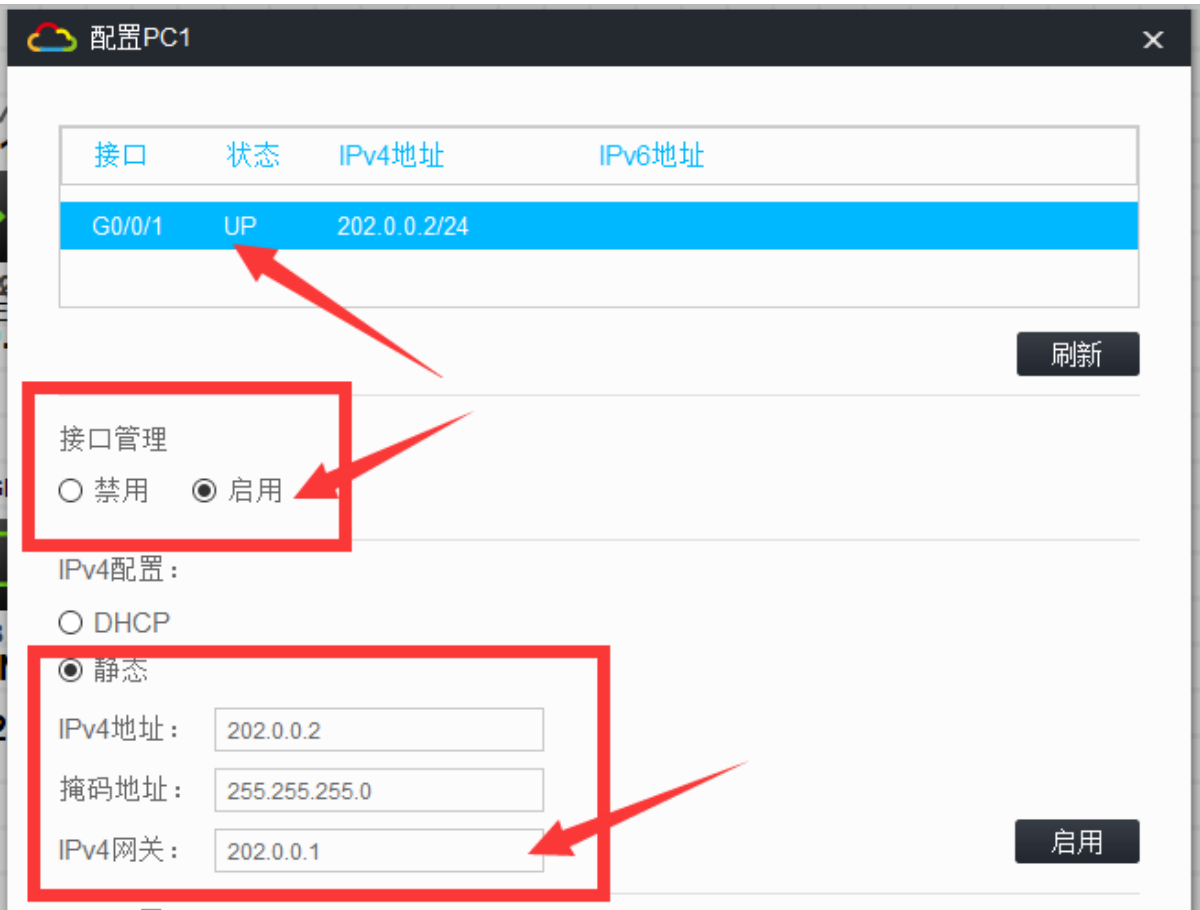 配置PC1
接口 状态 IPv4地址 IPv6地址
G0/0/1 UP 202.0.0.2/24
刷新
接口管理
禁用 启用
IPv4配置：
DHCP
静态
IPv4地址： 202.0.0.2
掩码地址： 255.255.255.0
IPv4网关： 202.0.0.1
启用